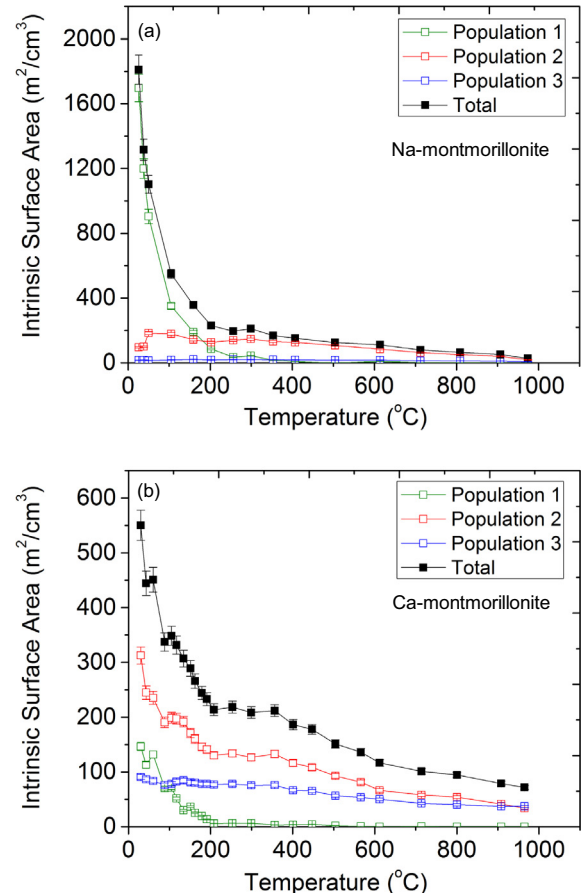 (a)
Population 1
Population 2
Population 3
Total
Na-montmorillonite
Intrinsic Surface Area (m²/cm³)
2000
1600
1200
800
400
0
0 200 400 600 800 1000
Temperature (°C)
(b)
Population 1
Population 2
Population 3
Total
Ca-montmorillonite
Intrinsic Surface Area (m²/cm³)
600
500
400
300
200
100
0
0 200 400 600 800 1000
Temperature (°C)